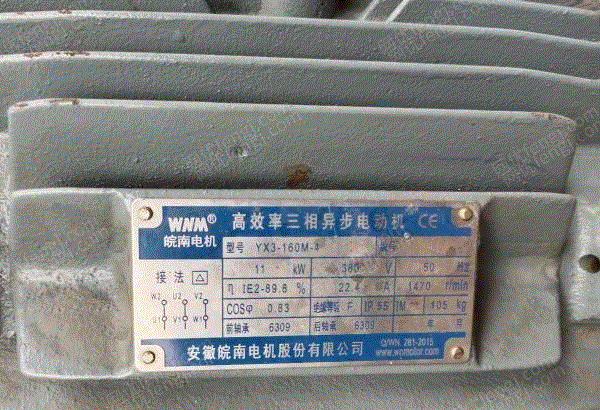 WNM®
皖南电机
高效率三相异步电动机 CE
型号 YX3-160M-4
11 kW 380 V 50 Hz
接法 △
η IE2-89.8 % 22.4 A 1470 r/min
W2 U2 V2
U1 V1 W1
COSφ 0.83 绝缘等级 F IP 55 IM 105 kg
前轴承 6309 后轴承 6309 年 月
安徽皖南电机股份有限公司
Q/WN 281-2015
www.wnmotor.com